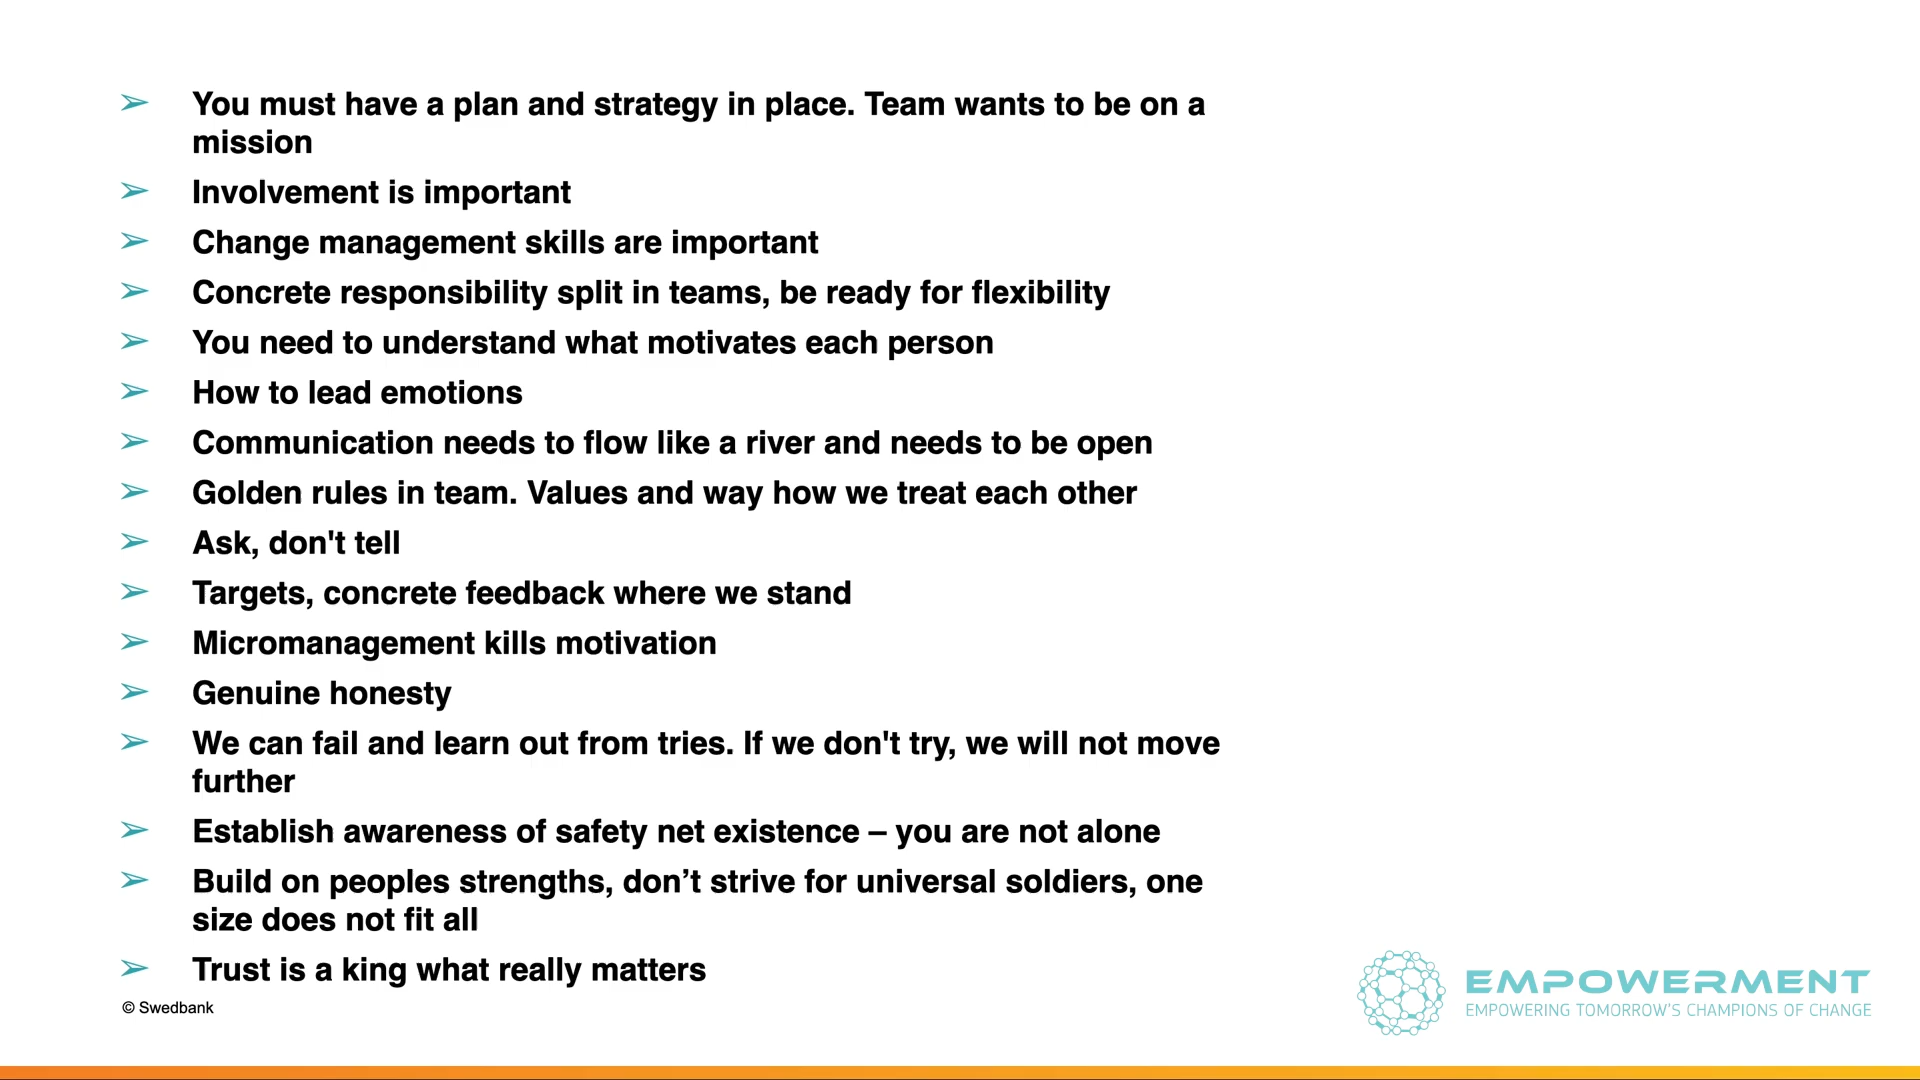 ➢ You must have a plan and strategy in place. Team wants to be on a
mission
➢ Involvement is important
➢ Change management skills are important
➢ Concrete responsibility split in teams, be ready for flexibility
➢ You need to understand what motivates each person
➢ How to lead emotions
➢ Communication needs to flow like a river and needs to be open
➢ Golden rules in team. Values and way how we treat each other
➢ Ask, don't tell
➢ Targets, concrete feedback where we stand
➢ Micromanagement kills motivation
➢ Genuine honesty
➢ We can fail and learn out from tries. If we don't try, we will not move
further
➢ Establish awareness of safety net existence – you are not alone
➢ Build on peoples strengths, don’t strive for universal soldiers, one
size does not fit all
➢ Trust is a king what really matters
© Swedbank
EMPOWERMENT
EMPOWERING TOMORROW'S CHAMPIONS OF CHANGE